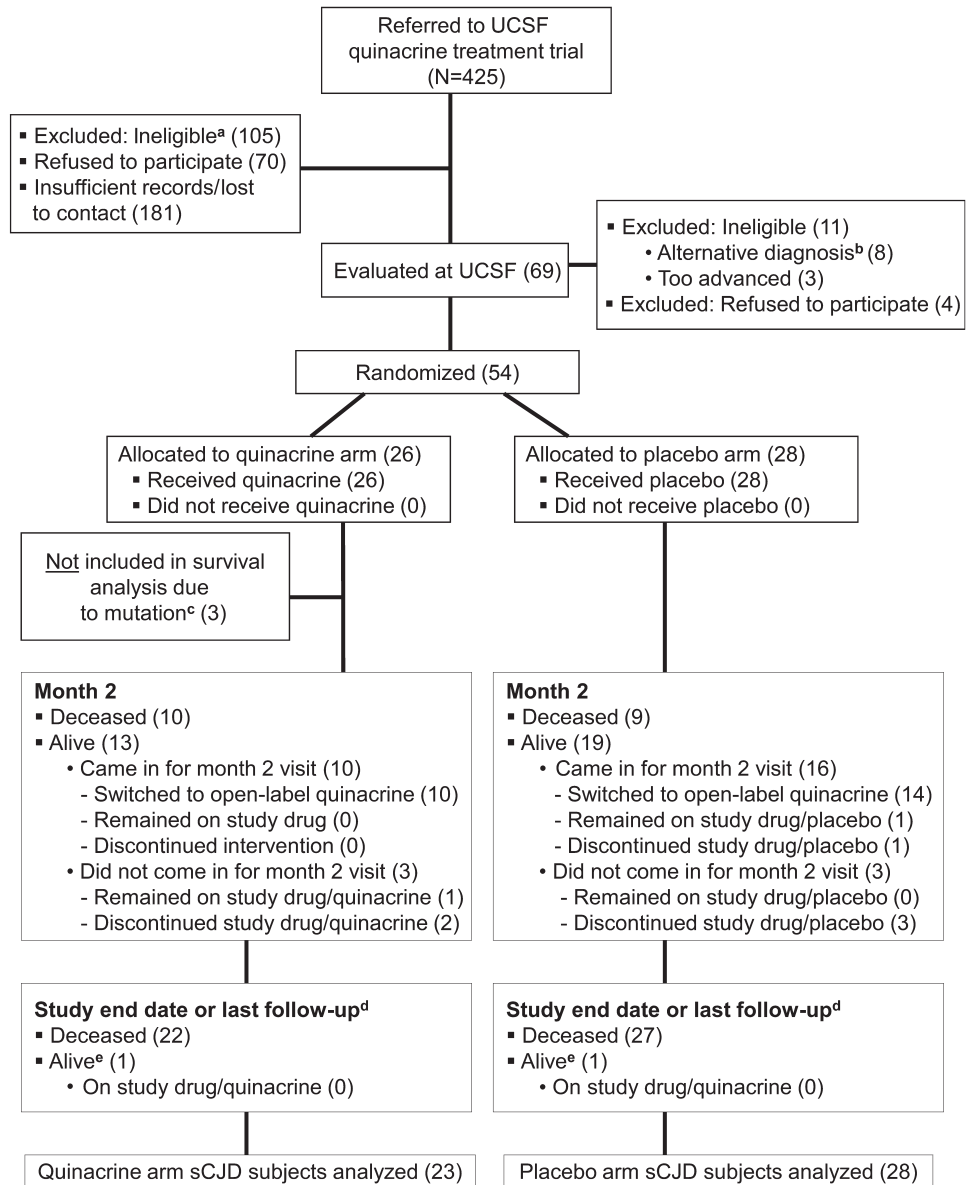 Referred to UCSF
quinacrine treatment trial
(N=425)
▪ Excluded: Ineligibleᵃ (105)
▪ Refused to participate (70)
▪ Insufficient records/lost
to contact (181)
Evaluated at UCSF (69)
▪ Excluded: Ineligible (11)
• Alternative diagnosisᵇ (8)
• Too advanced (3)
▪ Excluded: Refused to participate (4)
Randomized (54)
Allocated to quinacrine arm (26)
▪ Received quinacrine (26)
▪ Did not receive quinacrine (0)
Allocated to placebo arm (28)
▪ Received placebo (28)
▪ Did not receive placebo (0)
Not included in survival
analysis due
to mutationᶜ (3)
Month 2
▪ Deceased (10)
▪ Alive (13)
• Came in for month 2 visit (10)
- Switched to open-label quinacrine (10)
- Remained on study drug (0)
- Discontinued intervention (0)
• Did not come in for month 2 visit (3)
- Remained on study drug/quinacrine (1)
- Discontinued study drug/quinacrine (2)
Month 2
▪ Deceased (9)
▪ Alive (19)
• Came in for month 2 visit (16)
- Switched to open-label quinacrine (14)
- Remained on study drug/placebo (1)
- Discontinued study drug/placebo (1)
• Did not come in for month 2 visit (3)
- Remained on study drug/placebo (0)
- Discontinued study drug/placebo (3)
Study end date or last follow-upᵈ
▪ Deceased (22)
▪ Aliveᵉ (1)
• On study drug/quinacrine (0)
Study end date or last follow-upᵈ
▪ Deceased (27)
▪ Aliveᵉ (1)
• On study drug/quinacrine (0)
Quinacrine arm sCJD subjects analyzed (23)
Placebo arm sCJD subjects analyzed (28)